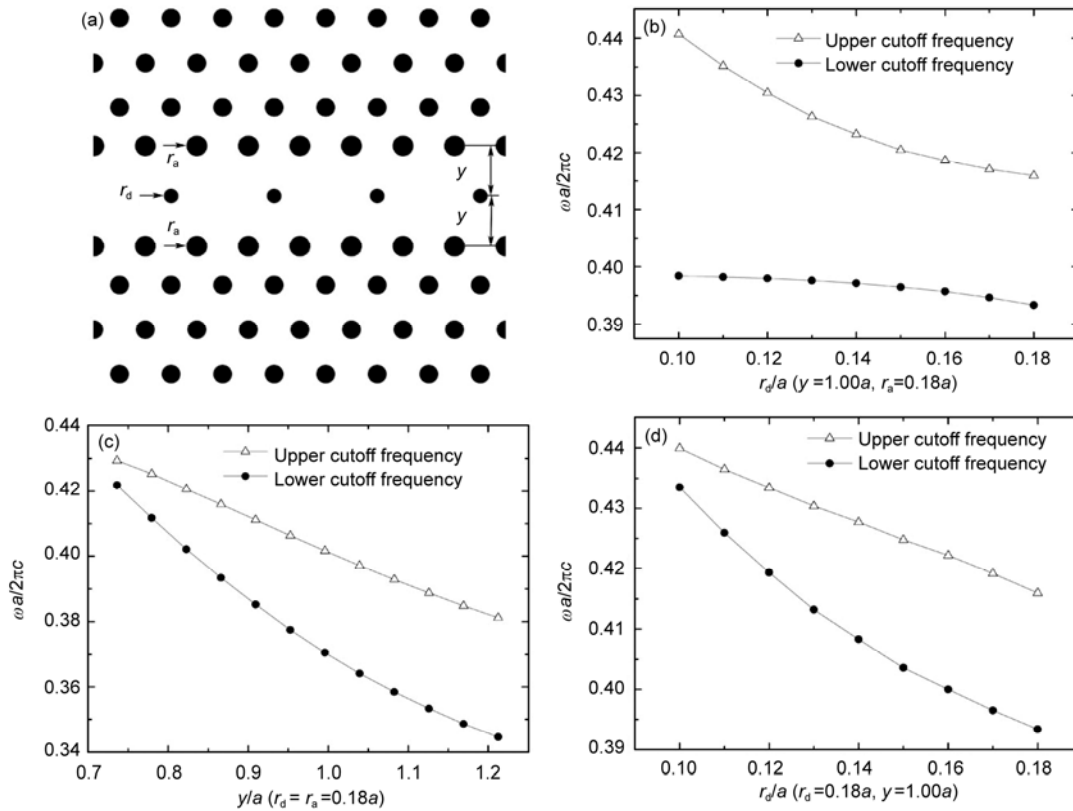 (a)
r_a
r_d
r_a
y
y
(b)
Upper cutoff frequency
Lower cutoff frequency
0.44
0.43
0.42
0.41
0.40
0.39
ωa/2πc
0.10 0.12 0.14 0.16 0.18
r_d/a (y =1.00a, r_a=0.18a)
(c)
Upper cutoff frequency
Lower cutoff frequency
0.44
0.42
0.40
0.38
0.36
0.34
ωa/2πc
0.7 0.8 0.9 1.0 1.1 1.2
y/a (r_d = r_a=0.18a)
(d)
Upper cutoff frequency
Lower cutoff frequency
0.44
0.43
0.42
0.41
0.40
0.39
ωa/2πc
0.10 0.12 0.14 0.16 0.18
r_d/a (r_d=0.18a, y=1.00a)